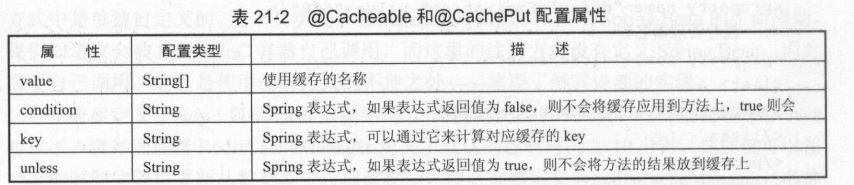 表 21-2 @Cacheable 和@CachePut 配置属性
属 性 配置类型 描 述
value String[] 使用缓存的名称
condition String Spring 表达式，如果表达式返回值为 false，则不会将缓存应用到方法上，true 则会
key String Spring 表达式，可以通过它来计算对应缓存的 key
unless String Spring 表达式，如果表达式返回值为 true，则不会将方法的结果放到缓存上